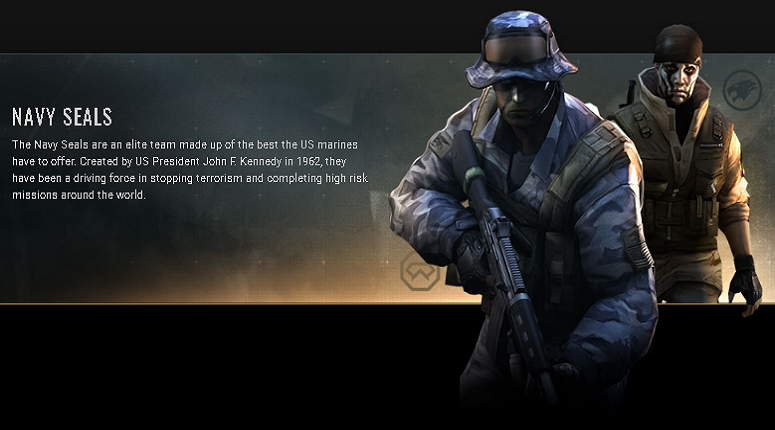 NAVY SEALS
The Navy Seals are an elite team made up of the best the US marines
have to offer. Created by US President John F. Kennedy in 1962, they
have been a driving force in stopping terrorism and completing high risk
missions around the world.